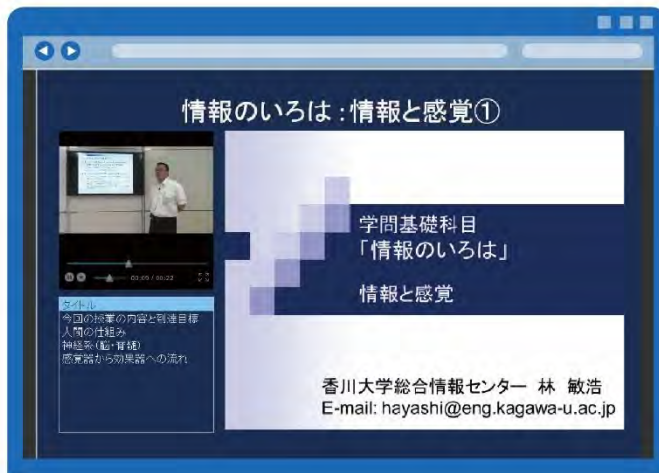 情報のいろは：情報と感覚①
00:05 / 00:22
タイトル
今回の授業の内容と到達目標
人間の仕組み
神経系(脳・脊髄)
感覚器から効果器への流れ
学問基礎科目
「情報のいろは」
情報と感覚
香川大学総合情報センター 林 敏浩
E-mail: hayashi@eng.kagawa-u.ac.jp